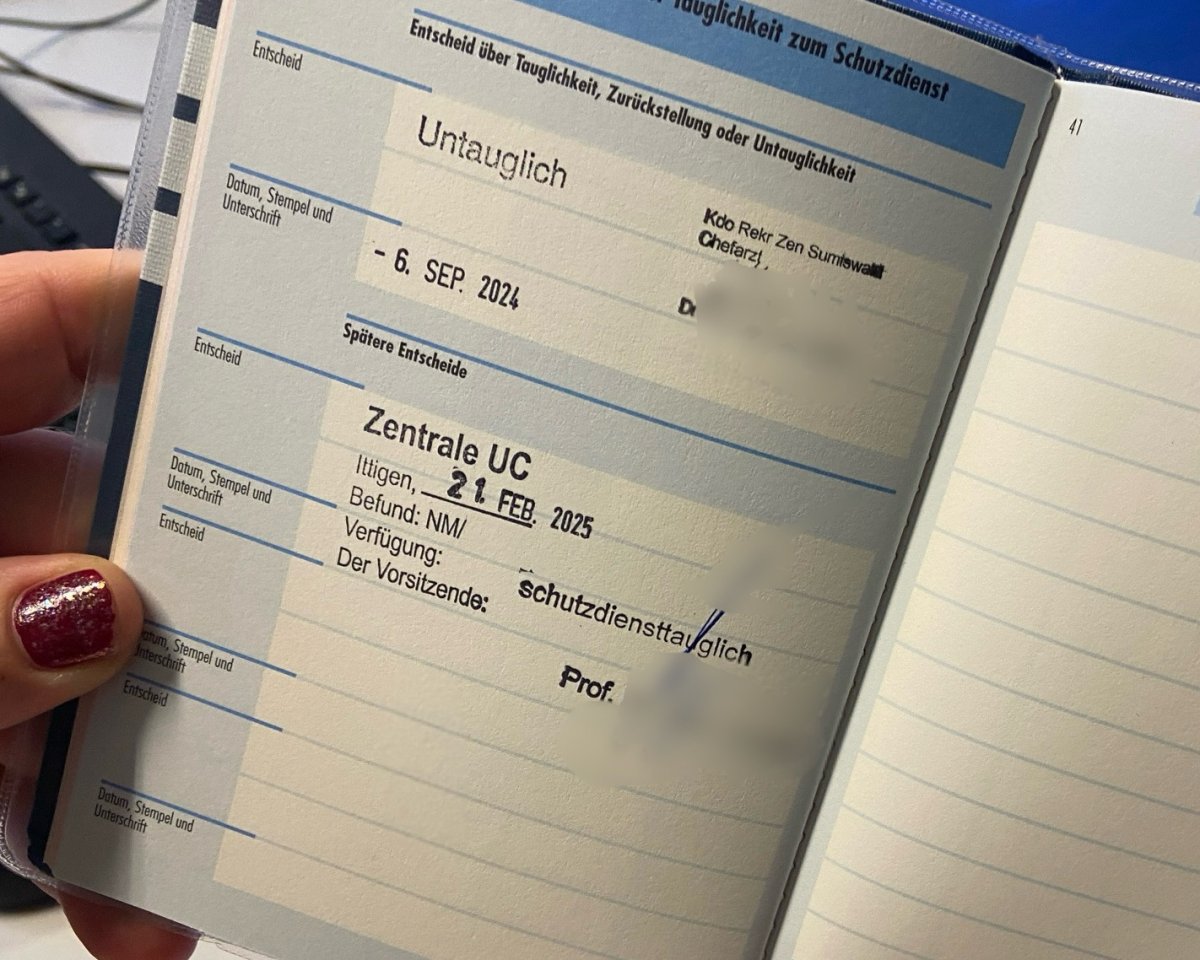 Tauglichkeit zum Schutzdienst
Entscheid über Tauglichkeit, Zurückstellung oder Untauglichkeit
Entscheid
Untauglich
Datum, Stempel und
Unterschrift
Kdo Rekr Zen Sumiswald
Chefarzt
- 6. SEP. 2024
Spätere Entscheide
Entscheid
Zentrale UC
Ittigen, 21. FEB. 2025
Datum, Stempel und
Unterschrift
Befund: NM/
Entscheid
Verfügung: schutzdiensttauglich
Der Vorsitzende:
Prof.
Datum, Stempel und
Unterschrift
Entscheid
Datum, Stempel und
Unterschrift
41